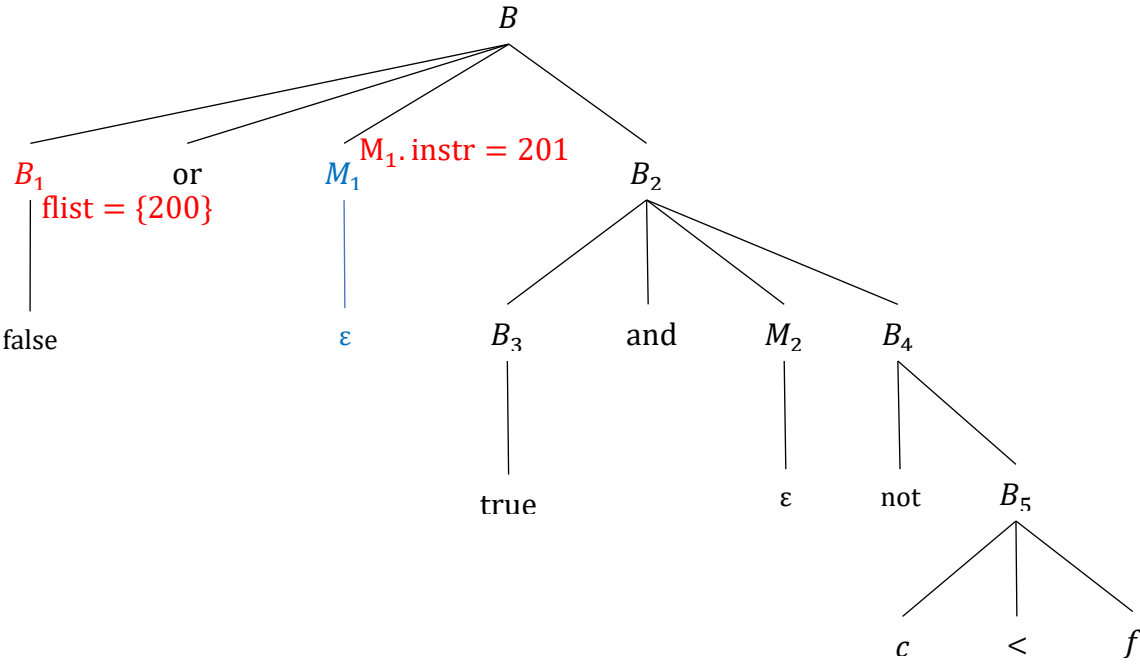 B
B₁ or M₁ M₁. instr = 201 B₂
flist = {200}
false ε B₃ and M₂ B₄
true ε not B₅
c < f